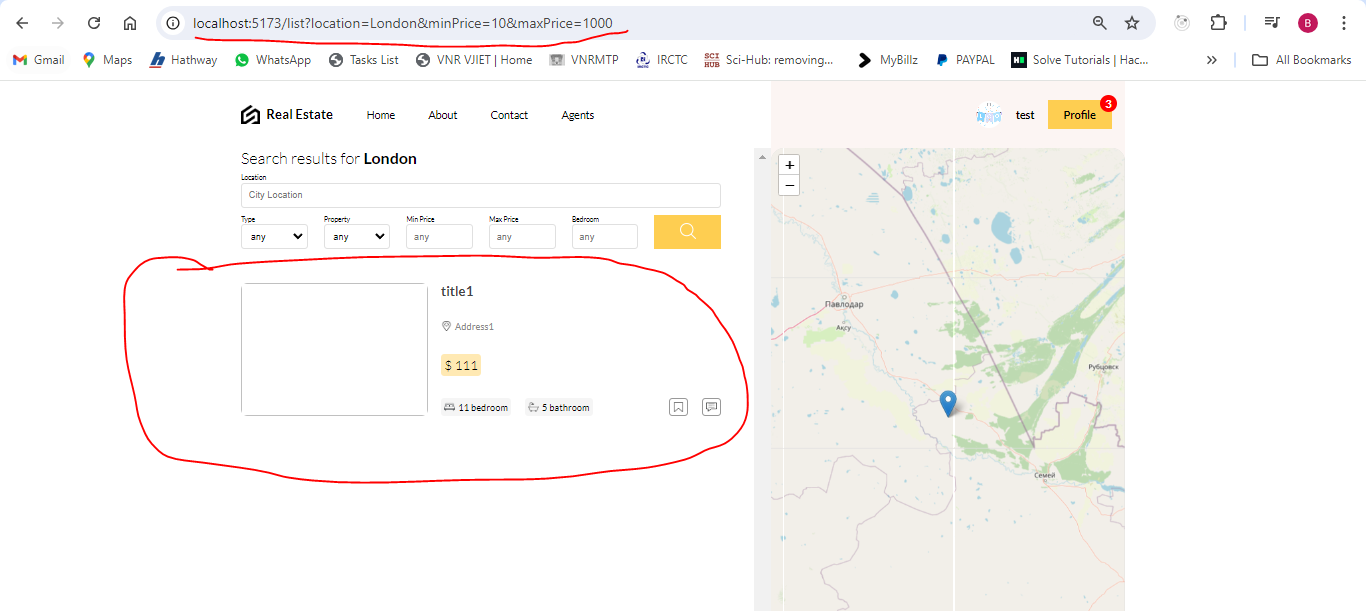 localhost:5173/list?location=London&minPrice=10&maxPrice=1000
B
Gmail Maps Hathway WhatsApp Tasks List VNR VJIET | Home VNRMTP IRCTC Sci-Hub: removing... MyBillz PAYPAL Solve Tutorials | Hac... » All Bookmarks
Real Estate Home About Contact Agents test Profile 3
Search results for London
Location
City Location
Type Property Min Price Max Price Bedroom
any any any any any
title1
Address1
$ 111
11 bedroom 5 bathroom
+
−
Павлодар
Ақсу
Рубцовск
Семей